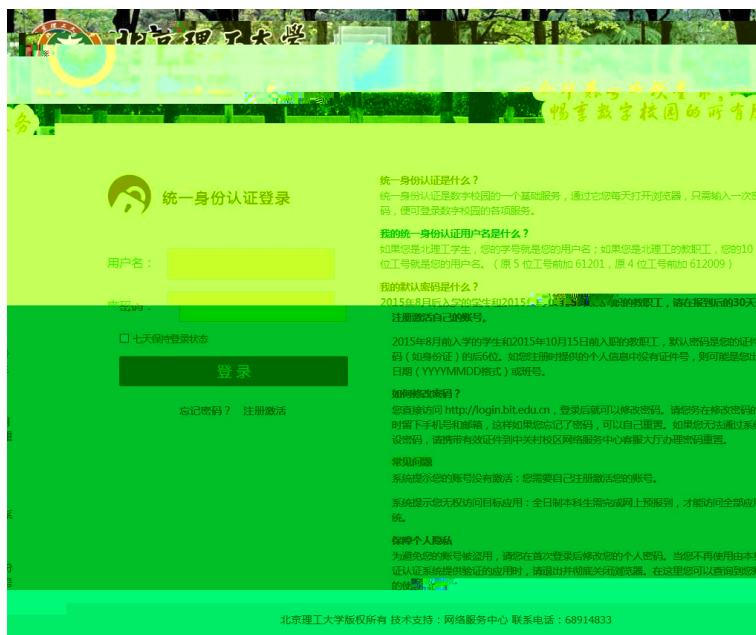 北京理工大学
畅享数字校园的所有
务
统一身份认证登录
用户名：
密码：
七天保持登录状态
登 录
忘记密码？ 注册激活
统一身份认证是什么？
统一身份认证是数字校园的一个基础服务，通过它您每天打开浏览器，只需输入一次密
码，便可登录数字校园的各项服务。
我的统一身份认证用户名是什么？
如果您是北理工学生，您的学号就是您的用户名；如果您是北理工的教职工，您的10
位工号就是您的用户名。（原 5 位工号前加 61201，原 4 位工号前加 612009）
我的默认密码是什么？
2015年8月后入学的学生和2015 的教职工，请在报到后的30天
注册激活自己的账号。
2015年8月前入学的学生和2015年10月15日前入职的教职工，默认密码是您的证件
码（如身份证）的后6位。如您注册时提供的个人信息中没有证件号，则可能是您出
日期（YYYYMMDD格式）或班号。
如何修改密码？
您直接访问 http://login.bit.edu.cn，登录后就可以修改密码。请您务在修改密码的
时留下手机号和邮箱，这样如果您忘记了密码，可以自己重置。如果您无法通过系统
设密码，请携带有效证件到中关村校区网络服务中心客服大厅办理密码重置。
常见问题
系统提示您的账号没有激活：您需要自己注册激活您的账号。
系统提示您无权访问目标应用：全日制本科生需完成网上预报到，才能访问全部应用
统。
保障个人隐私
为避免您的账号被盗用，请您在首次登录后修改您的个人密码。当您不再使用由本
证认证系统提供验证的应用时，请退出并彻底关闭浏览器。在这里您可以查询到您
的使
北京理工大学版权所有 技术支持：网络服务中心 联系电话：68914833